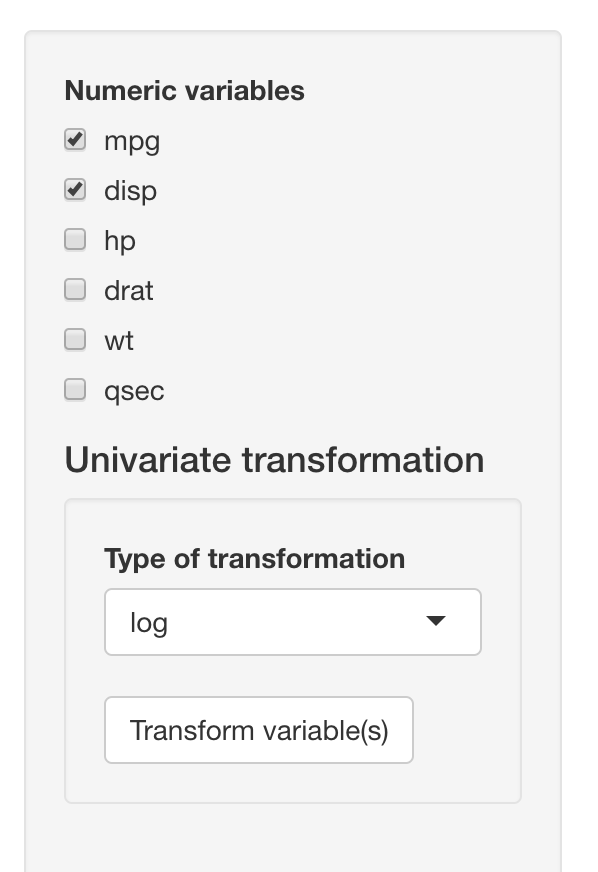 Numeric variables
mpg
disp
hp
drat
wt
qsec
Univariate transformation
Type of transformation
log
Transform variable(s)